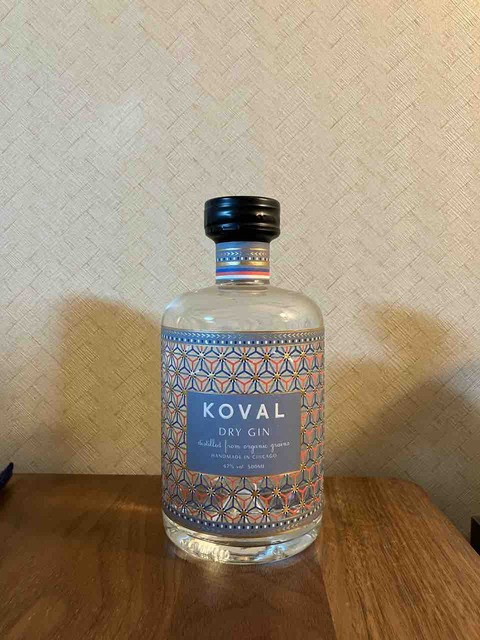 KOVAL
DRY GIN
distilled from organic grains
HANDMADE IN CHICAGO
47% vol 500Ml